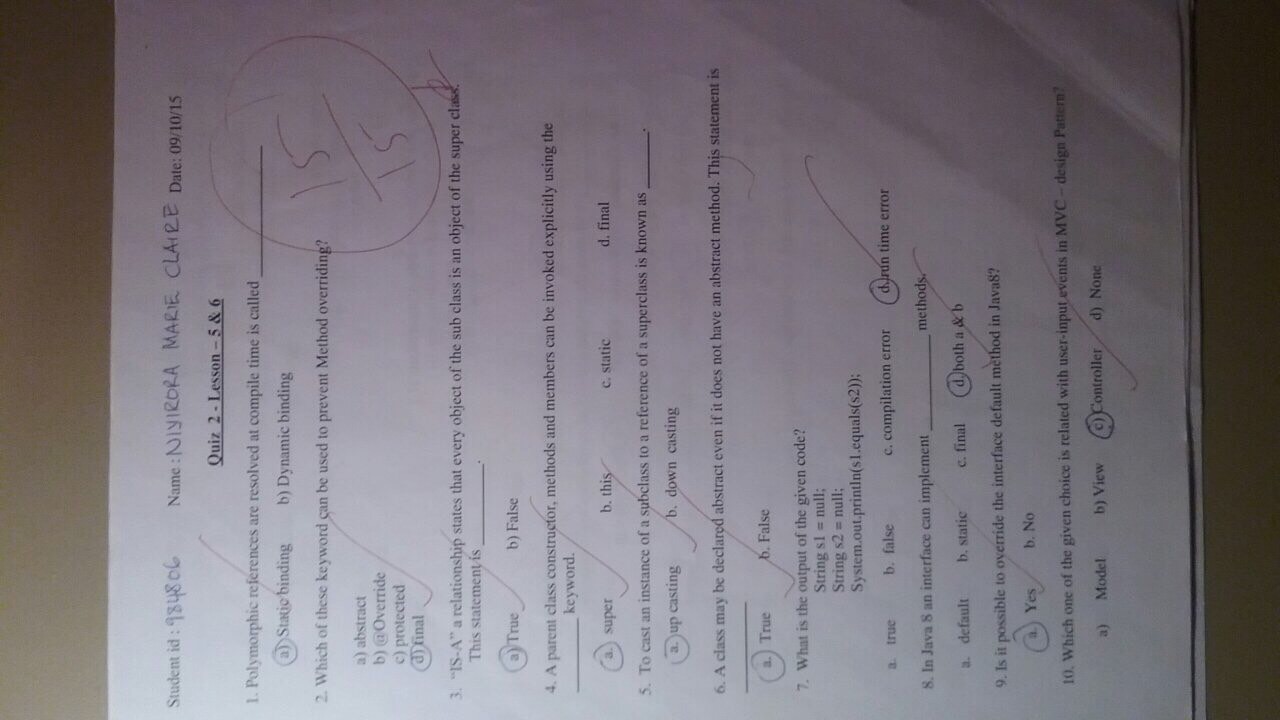 Student id : 984806 Name : NIYIRORA MARIE CLAIRE Date: 09/10/15
Quiz 2 - Lesson – 5 & 6
15
15
1. Polymorphic references are resolved at compile time is called ____________
a) Static binding b) Dynamic binding
2. Which of these keyword can be used to prevent Method overriding?
a) abstract
b) @Override
c) protected
d) final
3. “IS-A” a relationship states that every object of the sub class is an object of the super class.
This statement is __________.
a) True b) False
4. A parent class constructor, methods and members can be invoked explicitly using the
_________ keyword.
a. super b. this c. static d. final
5. To cast an instance of a subclass to a reference of a superclass is known as _______.
a. up casting b. down casting
6. A class may be declared abstract even if it does not have an abstract method. This statement is
___________
a. True b. False
7. What is the output of the given code?
String s1 = null;
String s2 = null;
System.out.println(s1.equals(s2));
a. true b. false c. compilation error d. run time error
8. In Java 8 an interface can implement ____________ methods.
a. default b. static c. final d. both a & b
9. Is it possible to override the interface default method in Java8?
a. Yes b. No
10. Which one of the given choice is related with user-input events in MVC – design Pattern?
a) Model b) View c) Controller d) None